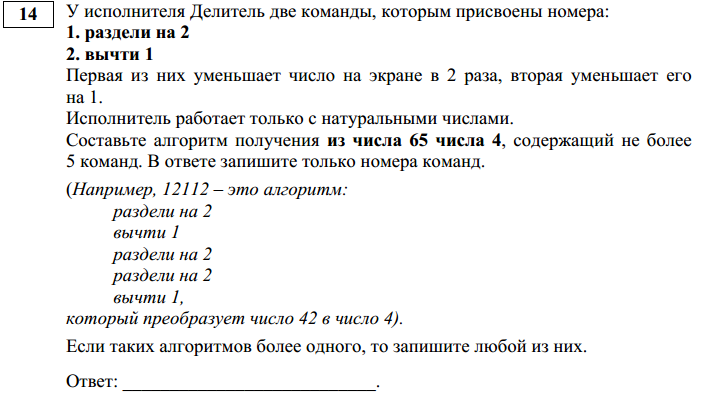 14 У исполнителя Делитель две команды, которым присвоены номера:
1. раздели на 2
2. вычти 1
Первая из них уменьшает число на экране в 2 раза, вторая уменьшает его
на 1.
Исполнитель работает только с натуральными числами.
Составьте алгоритм получения из числа 65 числа 4, содержащий не более
5 команд. В ответе запишите только номера команд.
(Например, 12112 – это алгоритм:
раздели на 2
вычти 1
раздели на 2
раздели на 2
вычти 1,
который преобразует число 42 в число 4).
Если таких алгоритмов более одного, то запишите любой из них.
Ответ: ___________________________.